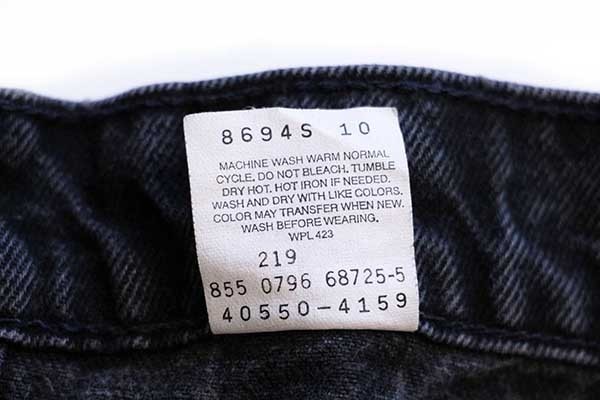 8694S 10
MACHINE WASH WARM NORMAL
CYCLE. DO NOT BLEACH. TUMBLE
DRY HOT. HOT IRON IF NEEDED.
WASH AND DRY WITH LIKE COLORS.
COLOR MAY TRANSFER WHEN NEW.
WASH BEFORE WEARING.
WPL 423
219
855 0796 68725-5
40550-4159